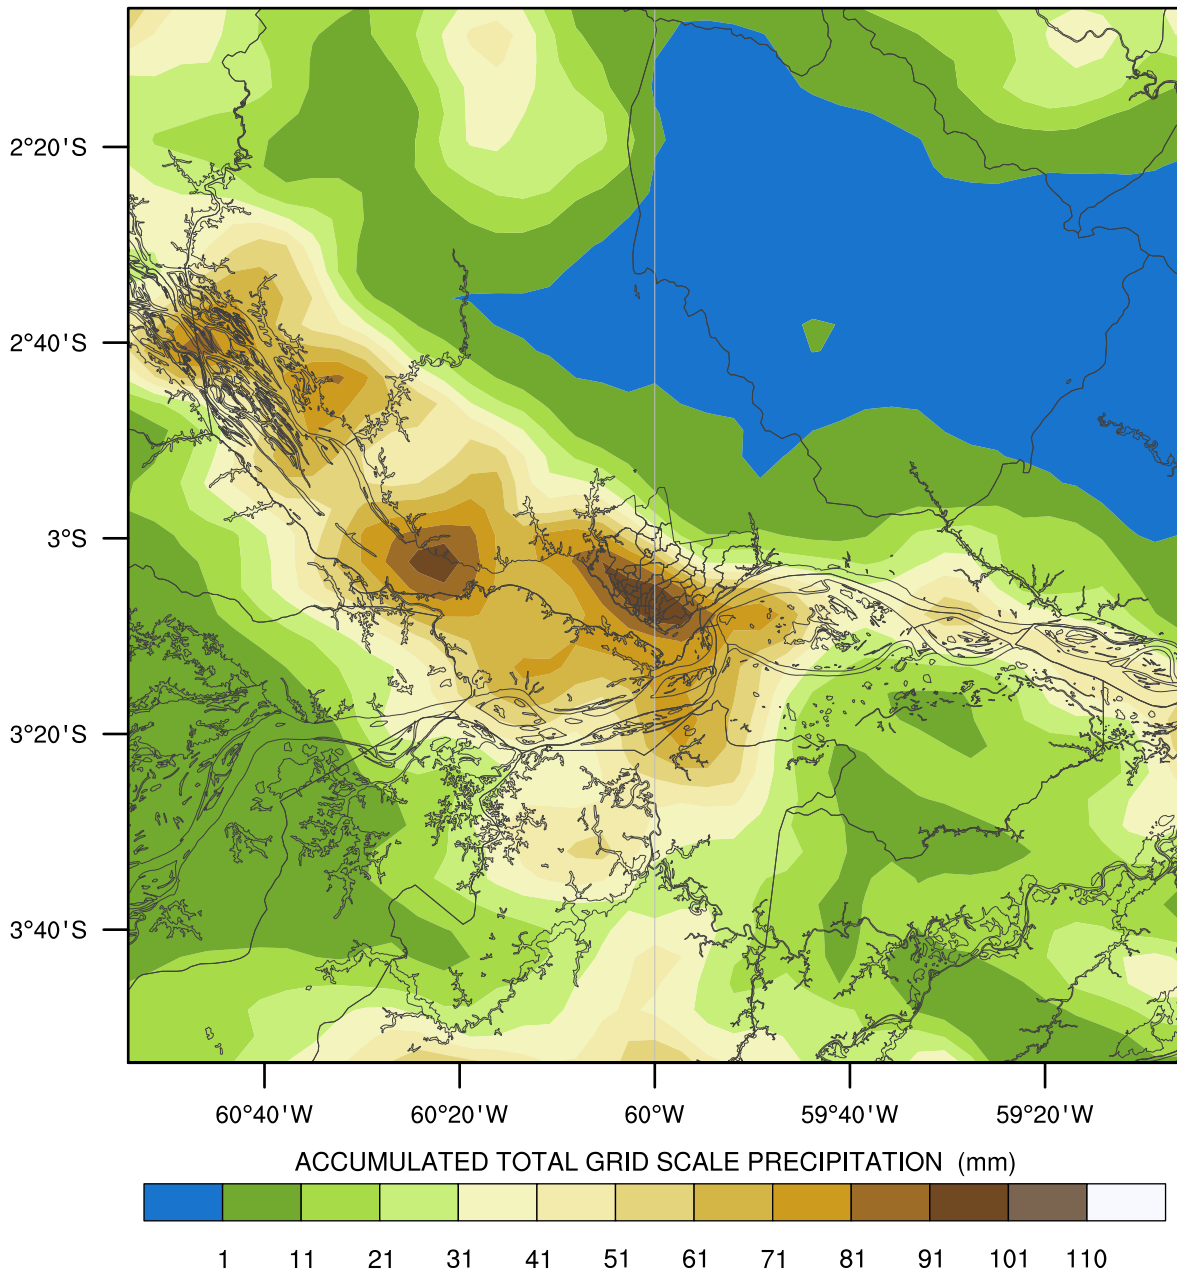 2°20'S
2°40'S
3°S
3°20'S
3°40'S
60°40'W 60°20'W 60°W 59°40'W 59°20'W
ACCUMULATED TOTAL GRID SCALE PRECIPITATION (mm)
1 11 21 31 41 51 61 71 81 91 101 110